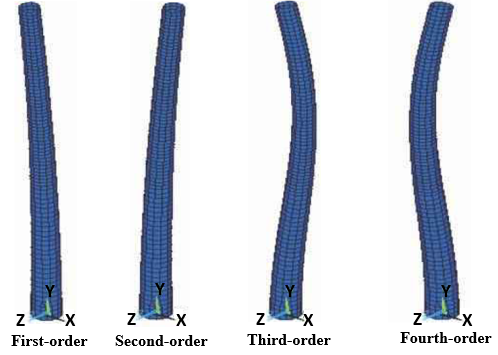 Y Y Y Y
Z X Z X Z X Z X
First-order Second-order Third-order Fourth-order